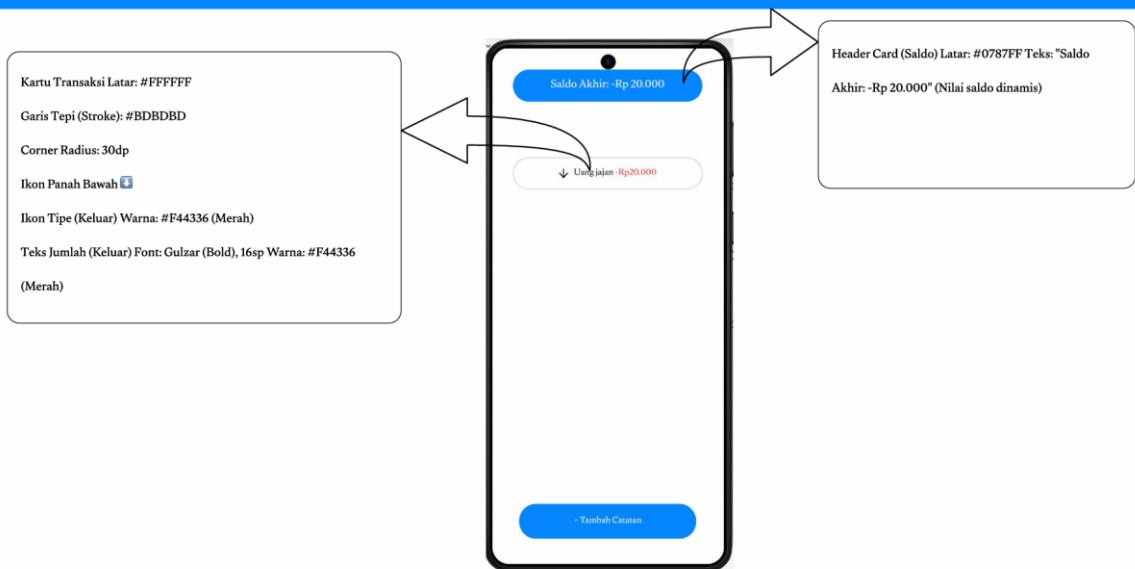 Kartu Transaksi Latar: #FFFFFF
Garis Tepi (Stroke): #BDBDBD
Corner Radius: 30dp
Ikon Panah Bawah ⬇️
Ikon Tipe (Keluar) Warna: #F44336 (Merah)
Teks Jumlah (Keluar) Font: Gulzar (Bold), 16sp Warna: #F44336
(Merah)
Saldo Akhir: -Rp 20.000
Uang jajan -Rp20.000
+ Tambah Catatan
Header Card (Saldo) Latar: #0787FF Teks: "Saldo
Akhir: -Rp 20.000" (Nilai saldo dinamis)